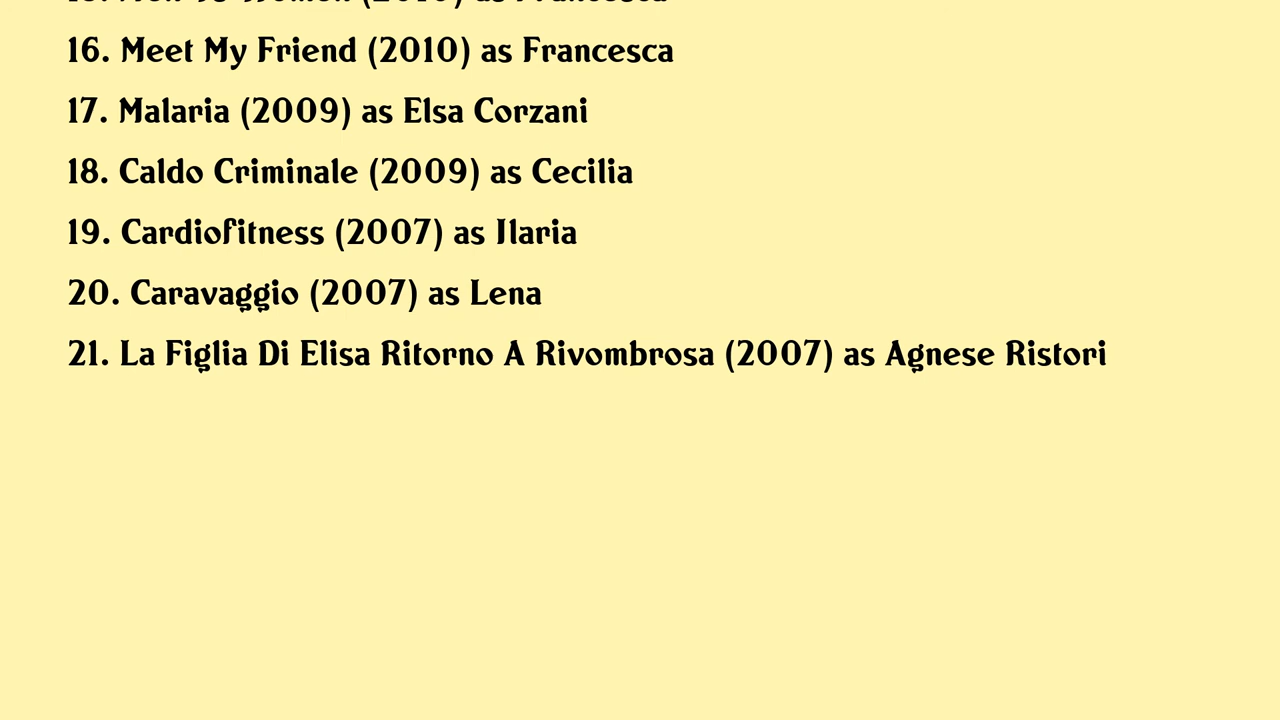 16. Meet My Friend (2010) as Francesca
17. Malaria (2009) as Elsa Corzani
18. Caldo Criminale (2009) as Cecilia
19. Cardiofitness (2007) as Ilaria
20. Caravaggio (2007) as Lena
21. La Figlia Di Elisa Ritorno A Rivombrosa (2007) as Agnese Ristori